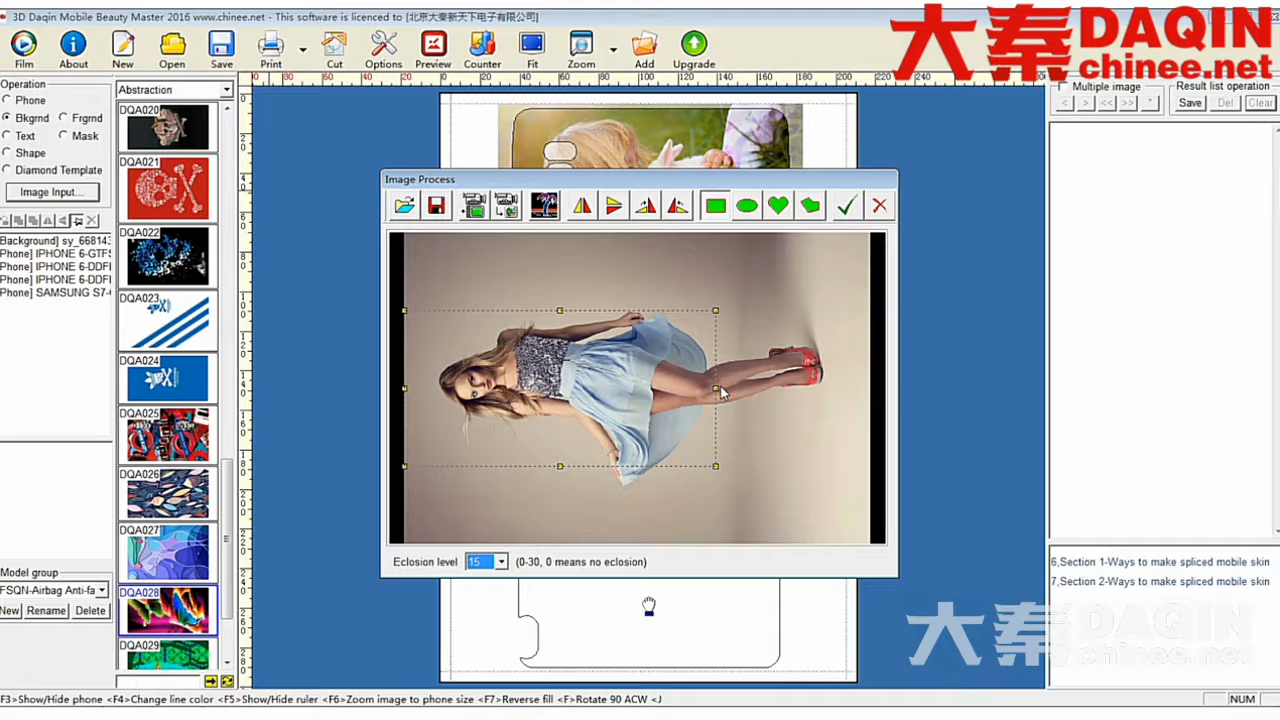 3D Daqin Mobile Beauty Master 2016 www.chinee.net - This software is licenced to [北京大秦新天下电子有限公司]
大秦 DAQIN
chinee.net
Film About New Open Save Print Cut Options Preview Counter Fit Zoom Add Upgrade
Operation
Phone
Bkgrnd Frgrnd
Text Mask
Shape
Diamond Template
Image Input...
Background] sy_66814
Phone] IPHONE 6-GTFS
Phone] IPHONE 6-DDFI
Phone] IPHONE 6-DDFI
Phone] SAMSUNG S7-
Model group
FSQN-Airbag Anti-fa
New Rename Delete
Abstraction
DQA020
DQA021
DQA022
DQA023
DQA024
DQA025
DQA026
DQA027
DQA028
DQA029
Image Process
Eclosion level 15 (0-30, 0 means no eclosion)
Multiple image
< > << >>
Result list operation
Save Del Clear
6,Section 1-Ways to make spliced mobile skin
7,Section 2-Ways to make spliced mobile skin
大秦 DAQIN
chinee.net
F3>Show/Hide phone <F4>Change line color <F5>Show/Hide ruler <F6>Zoom image to phone size <F7>Reverse fill <F>Rotate 90 ACW <J
NUM